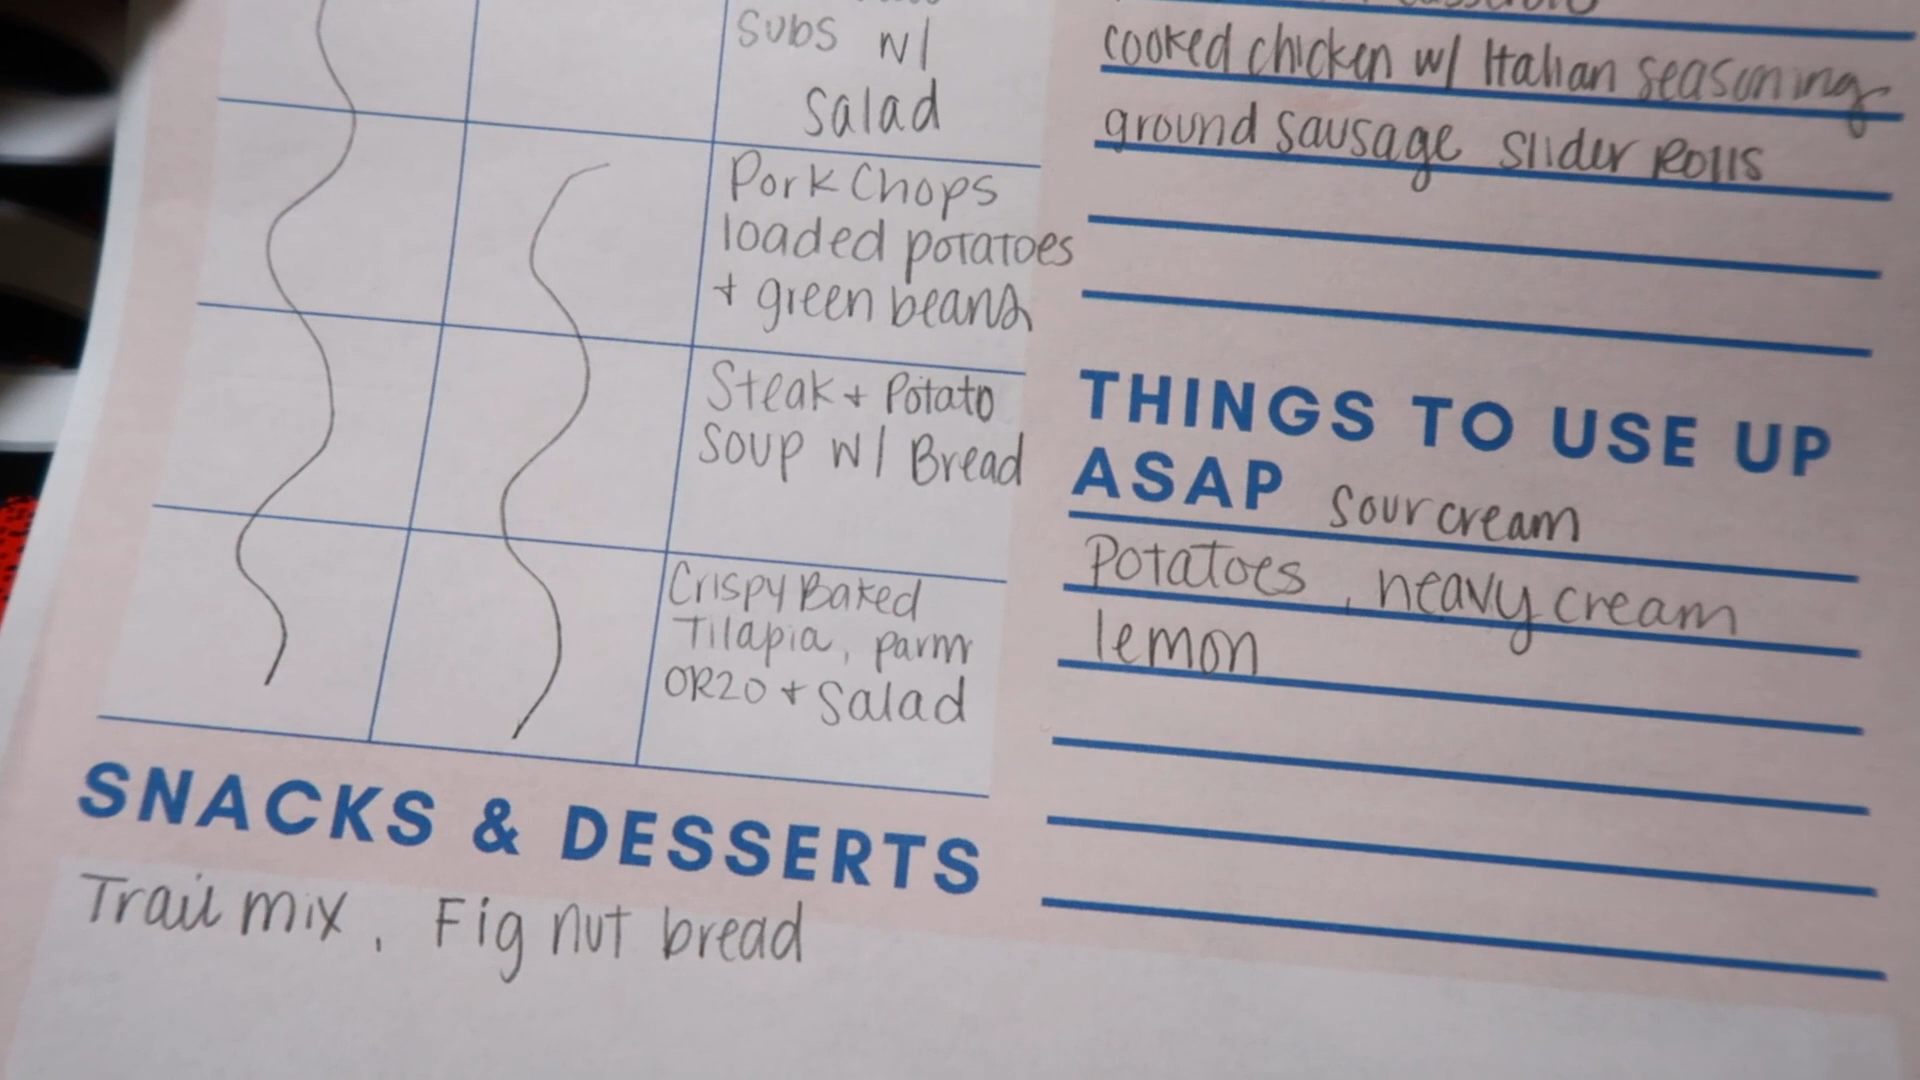 Subs w/
Salad
Pork Chops
loaded potatoes
+ green beans
Steak + Potato
Soup w/ Bread
Crispy Baked
Tilapia, parm
ORZO + Salad
SNACKS & DESSERTS
Trail mix, Fig nut bread
cooked chicken w/ Italian seasoning
ground sausage slider rolls
THINGS TO USE UP
ASAP sour cream
Potatoes, heavy cream
lemon